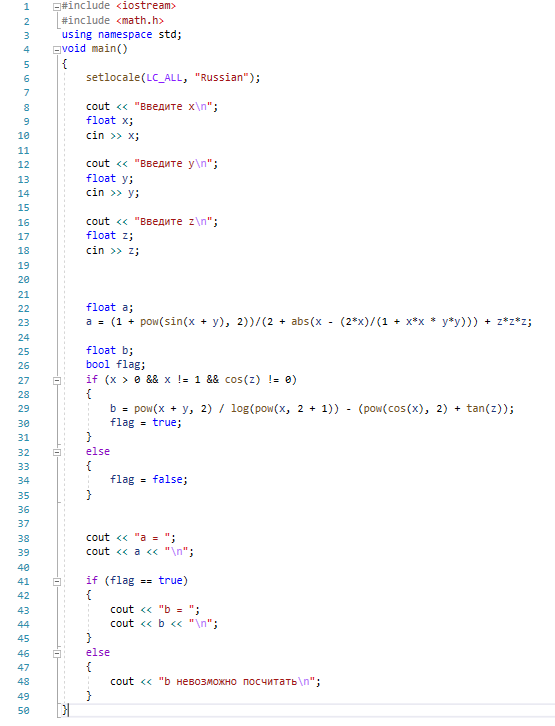 1 #include <iostream>
2 #include <math.h>
3 using namespace std;
4 void main()
5 {
6 setlocale(LC_ALL, "Russian");
7
8 cout << "Введите x\n";
9 float x;
10 cin >> x;
11
12 cout << "Введите y\n";
13 float y;
14 cin >> y;
15
16 cout << "Введите z\n";
17 float z;
18 cin >> z;
19
20
21
22 float a;
23 a = (1 + pow(sin(x + y), 2))/(2 + abs(x - (2*x)/(1 + x*x * y*y))) + z*z*z;
24
25 float b;
26 bool flag;
27 if (x > 0 && x != 1 && cos(z) != 0)
28 {
29 b = pow(x + y, 2) / log(pow(x, 2 + 1)) - (pow(cos(x), 2) + tan(z));
30 flag = true;
31 }
32 else
33 {
34 flag = false;
35 }
36
37
38 cout << "a = ";
39 cout << a << "\n";
40
41 if (flag == true)
42 {
43 cout << "b = ";
44 cout << b << "\n";
45 }
46 else
47 {
48 cout << "b невозможно посчитать\n";
49 }
50 }